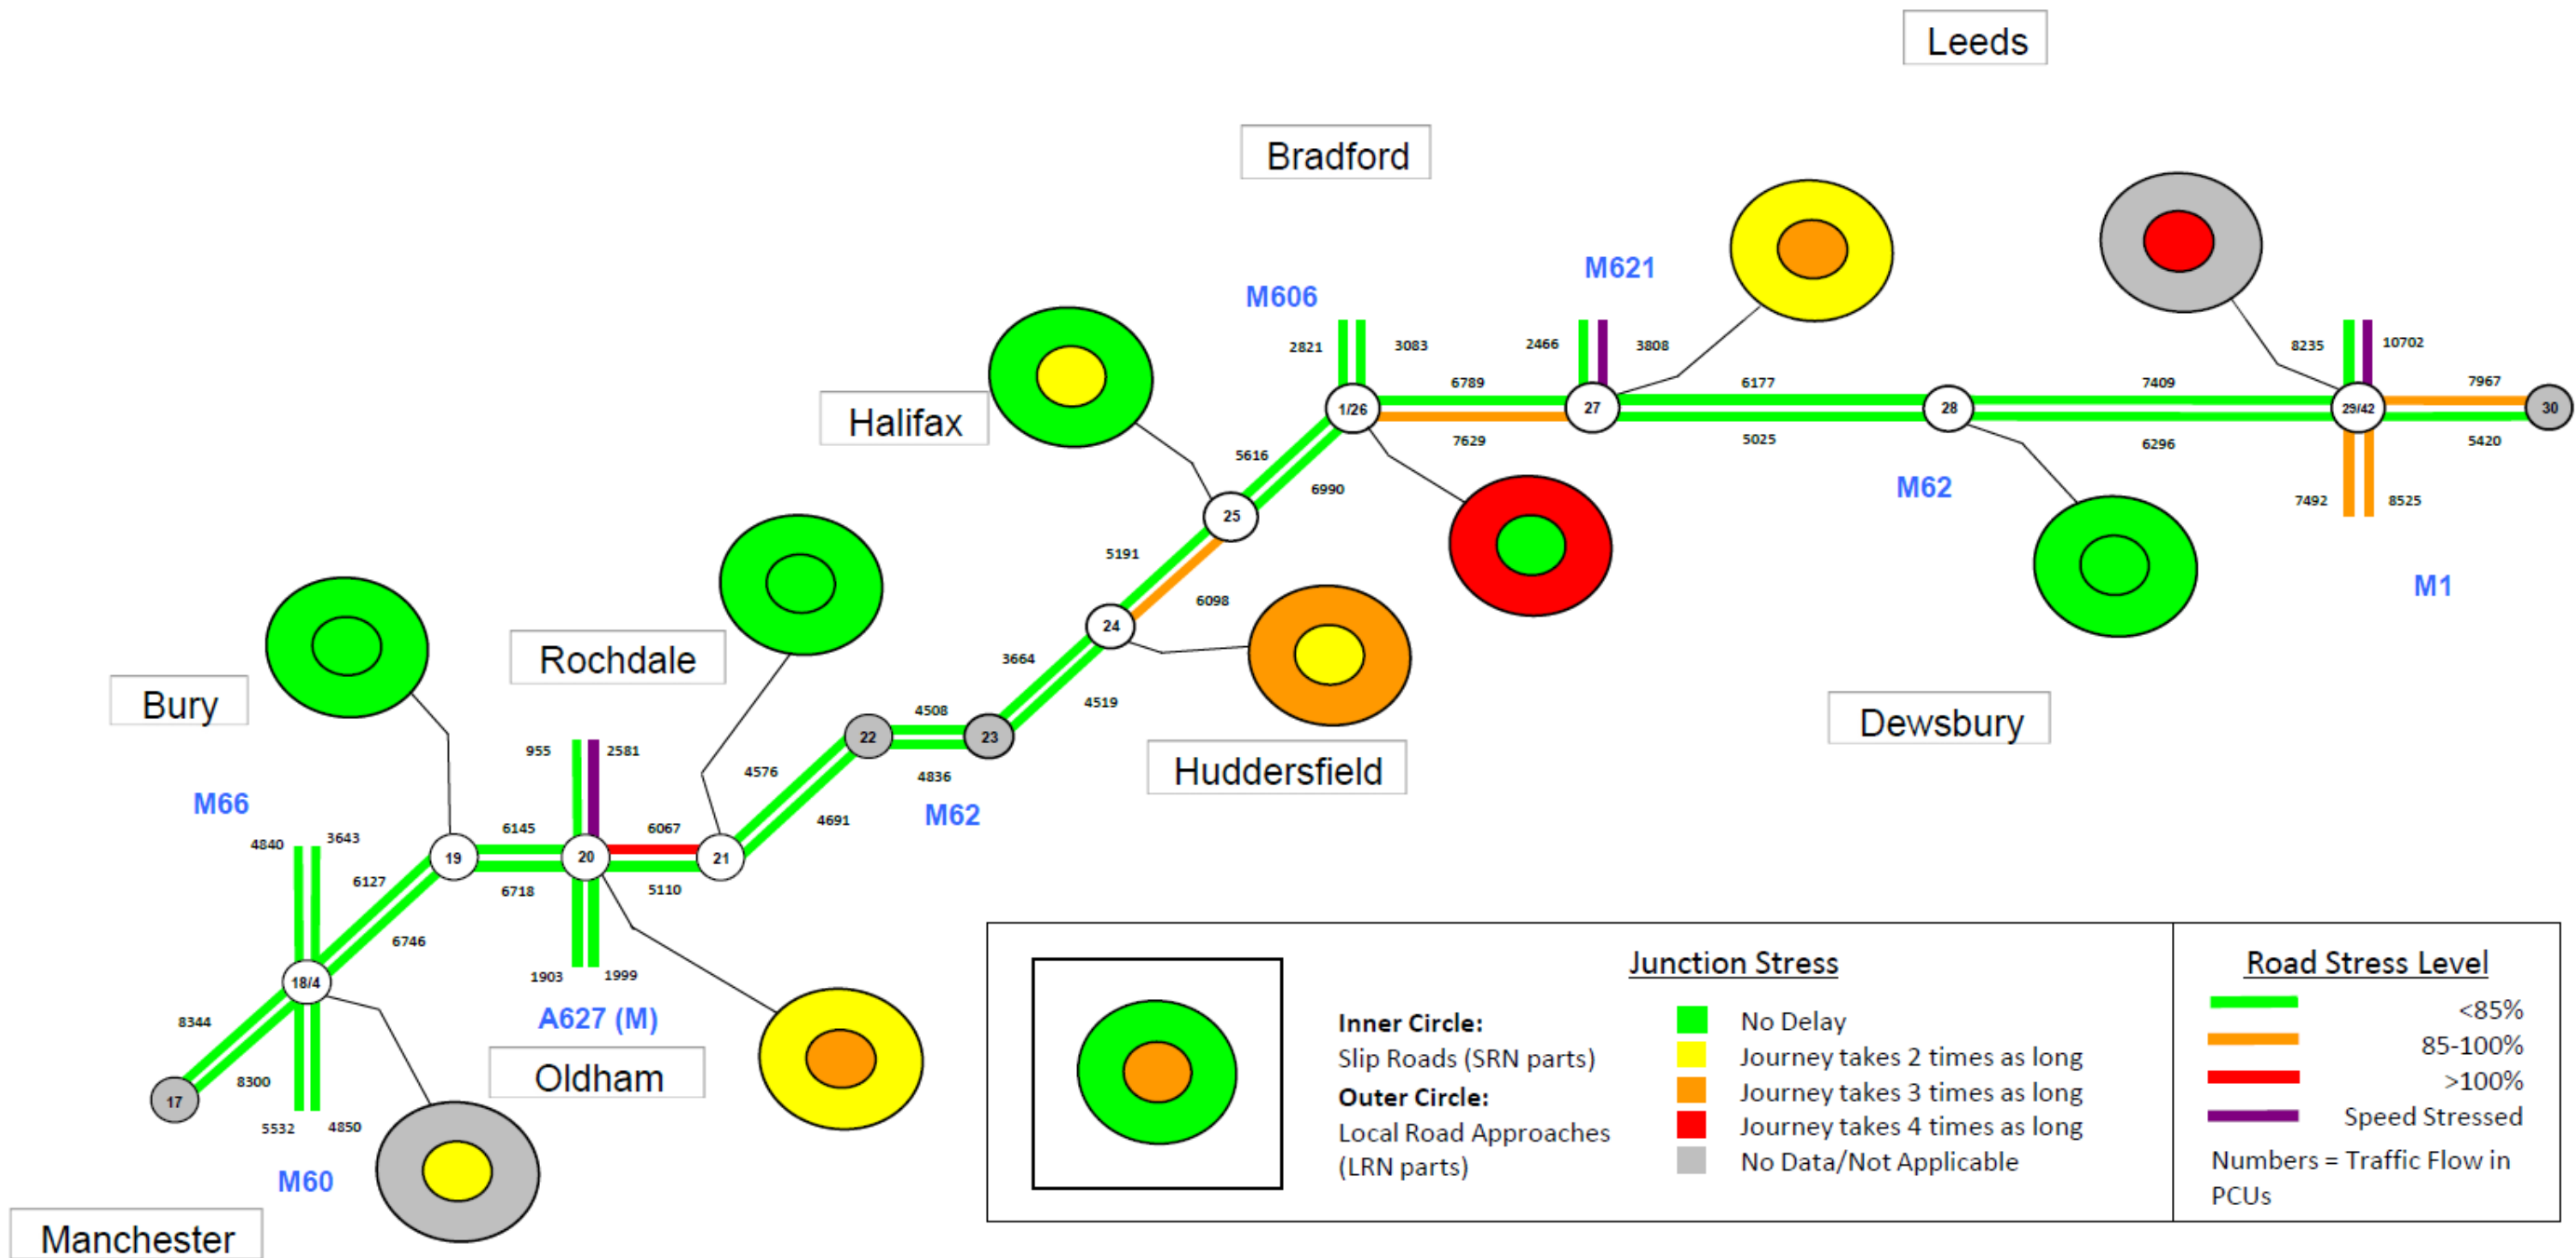 Leeds
Bradford
M621
M606
2821
3083
2466
3808
8235
10702
6789
6177
7409
7967
Halifax
1/26
27
28
29/42
30
7629
5025
6296
5420
5616
6990
M62
7492
8525
25
5191
M1
6098
24
Rochdale
3664
4519
Bury
4508
Dewsbury
22
23
955
2581
4576
4836
Huddersfield
M66
4691
M62
4840
3643
6145
6067
19
20
21
6127
6718
5110
6746
1903
1999
18/4
8344
A627 (M)
8300
Oldham
17
5532
4850
M60
Manchester
Junction Stress
Inner Circle:
Slip Roads (SRN parts)
Outer Circle:
Local Road Approaches
(LRN parts)
No Delay
Journey takes 2 times as long
Journey takes 3 times as long
Journey takes 4 times as long
No Data/Not Applicable
Road Stress Level
<85%
85-100%
>100%
Speed Stressed
Numbers = Traffic Flow in
PCUs